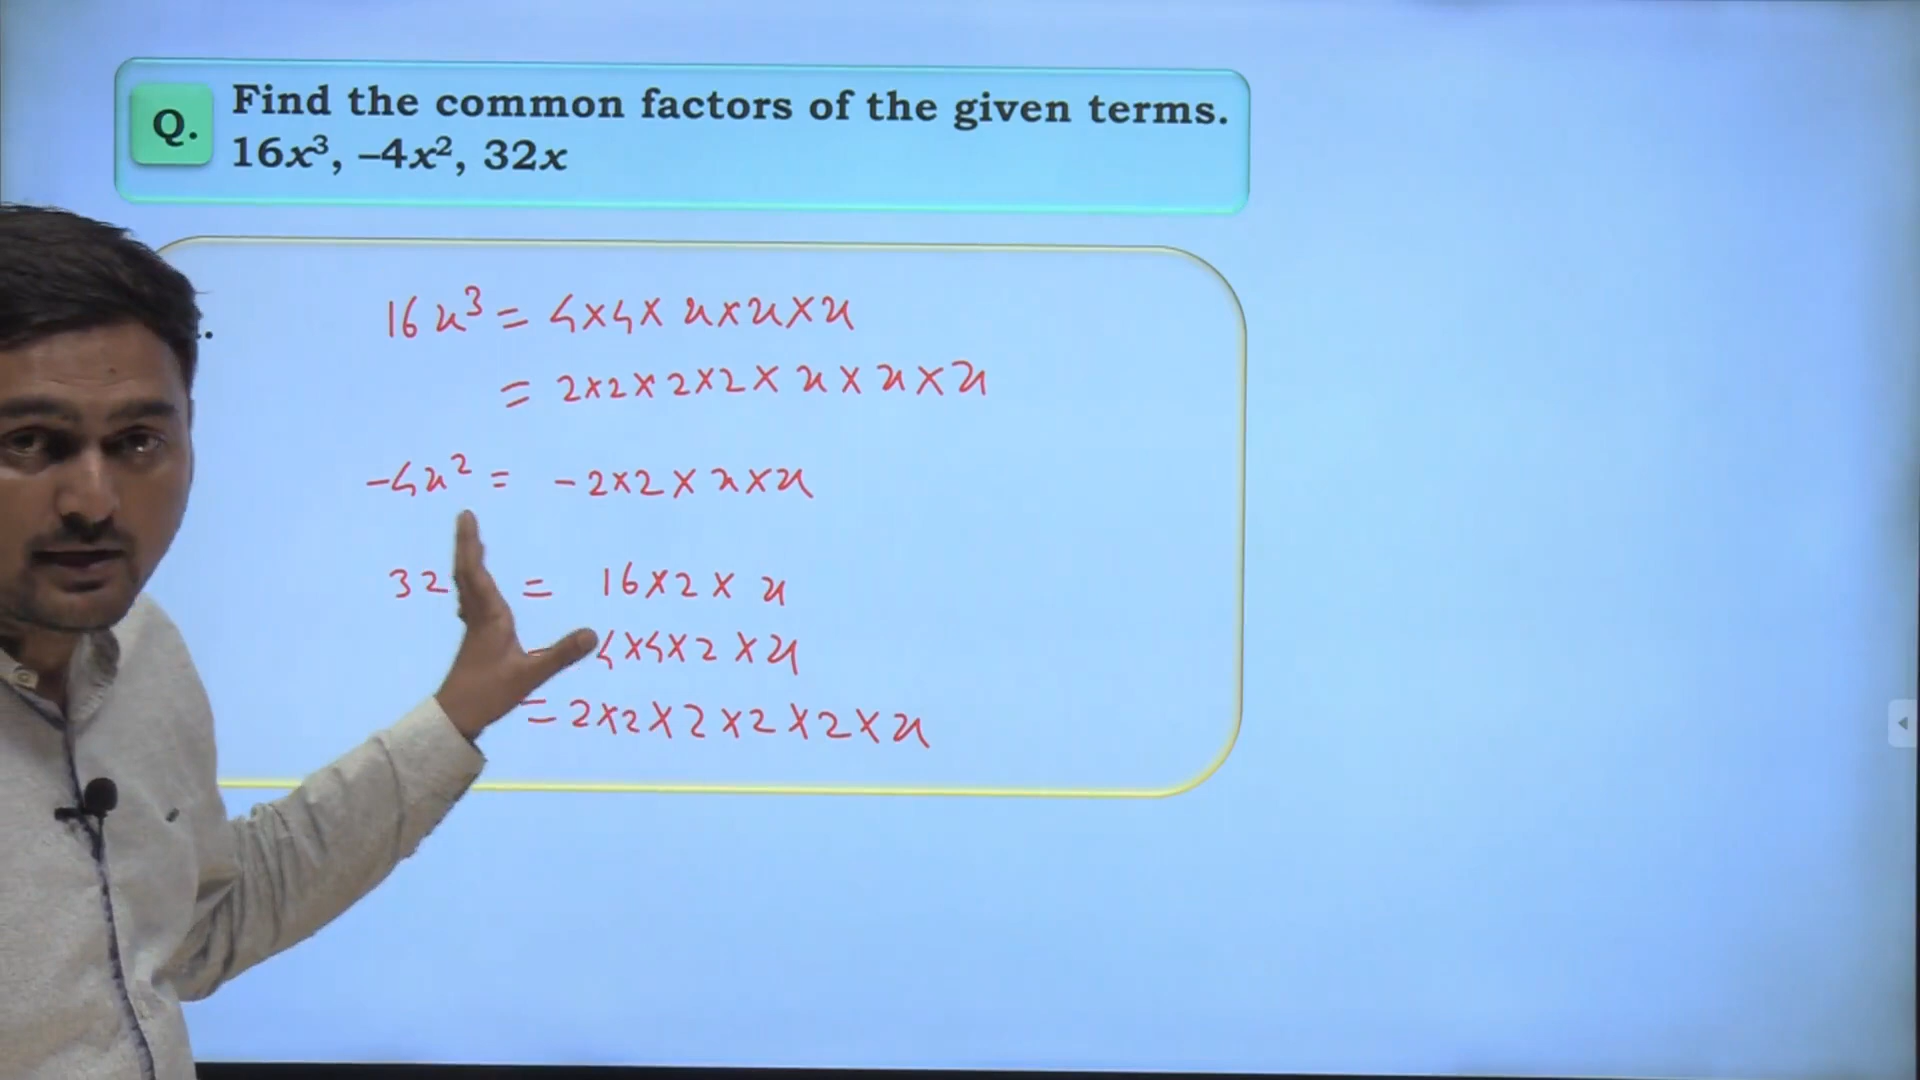 Q. Find the common factors of the given terms.
16x³, –4x², 32x
16x³ = 4×4× x×x×x
= 2×2×2×2× x × x × x
-4x² = -2×2 × x×x
32 = 16×2× x
4×4×2 ×x
= 2×2×2×2×2×x